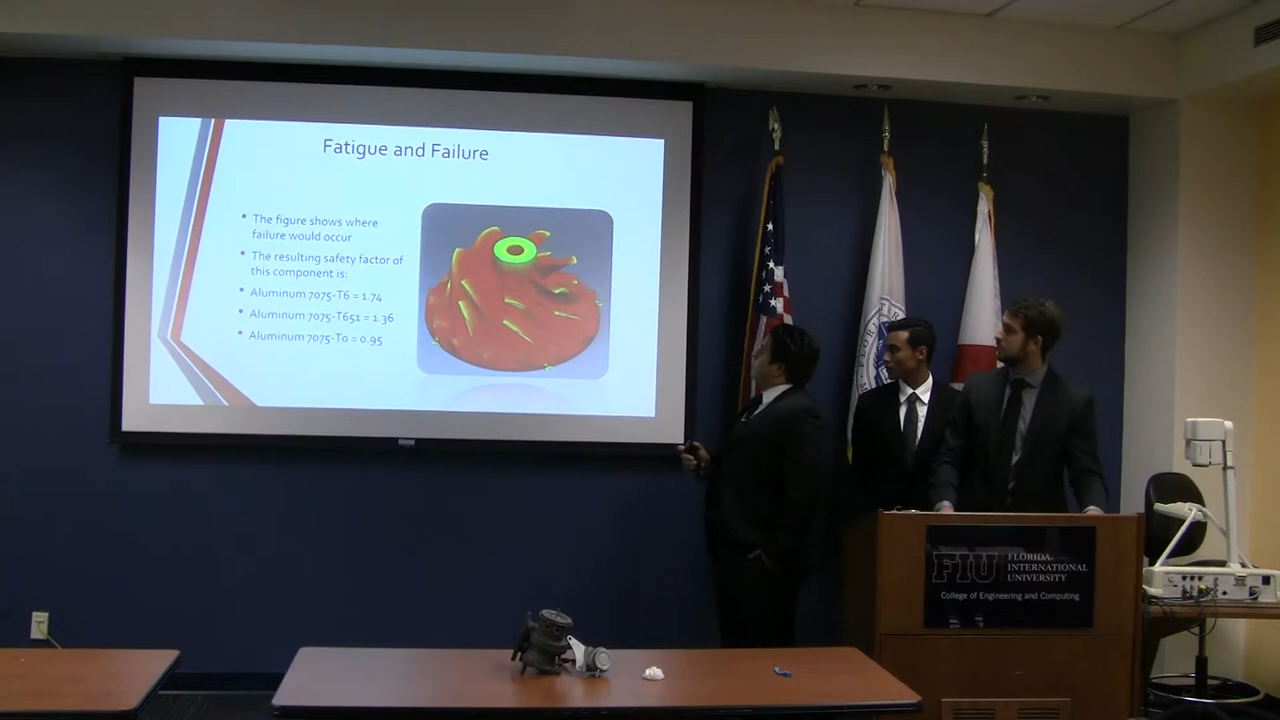 Fatigue and Failure
• The figure shows where
failure would occur
• The resulting safety factor of
this component is:
• Aluminum 7075-T6 = 1.74
• Aluminum 7075-T651 = 1.36
• Aluminum 7075-T0 = 0.95
FIU
FLORIDA
INTERNATIONAL
UNIVERSITY
College of Engineering and Computing